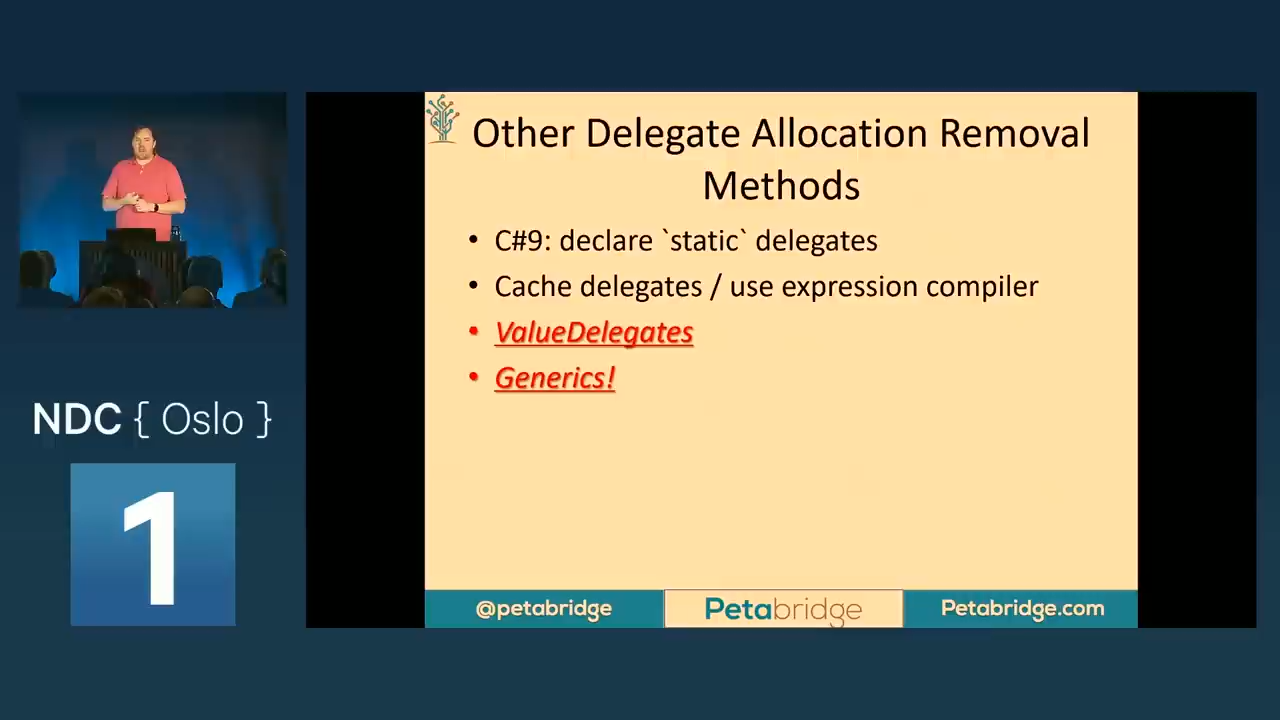 Other Delegate Allocation Removal
Methods
• C#9: declare `static` delegates
• Cache delegates / use expression compiler
• ValueDelegates
• Generics!
NDC { Oslo }
1
@petabridge
Petabridge
Petabridge.com